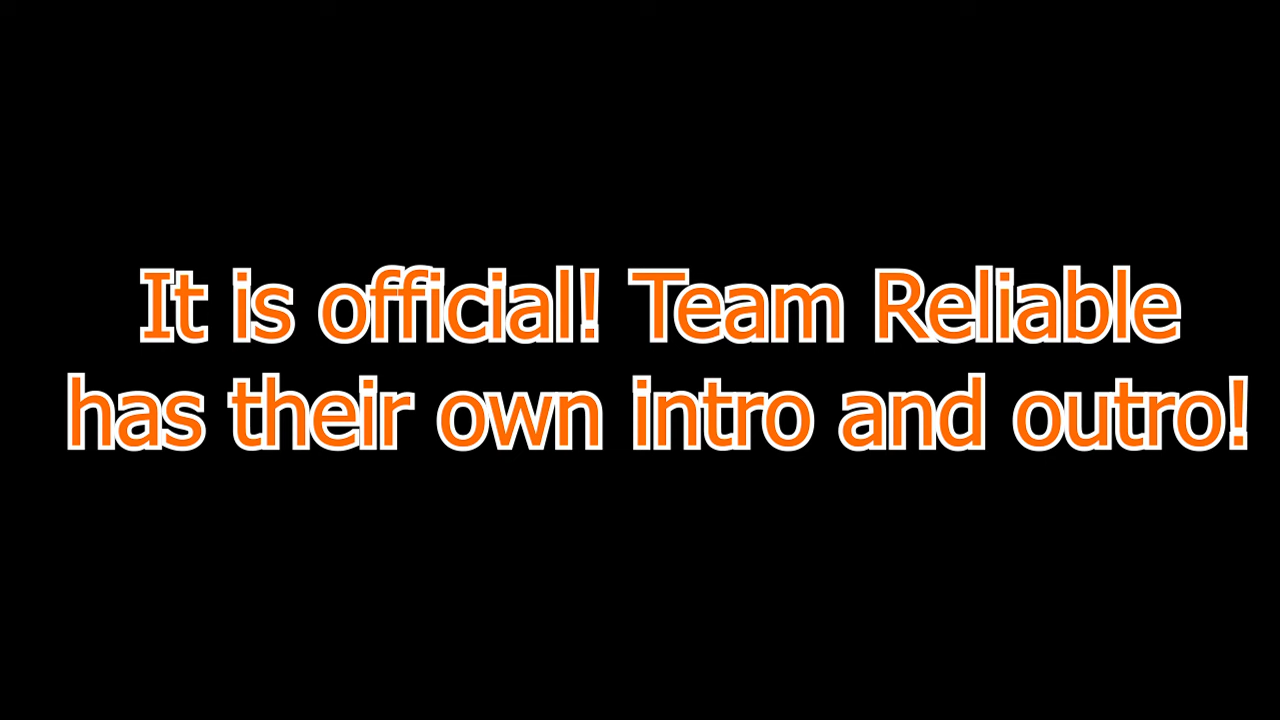 It is official! Team Reliable
has their own intro and outro!